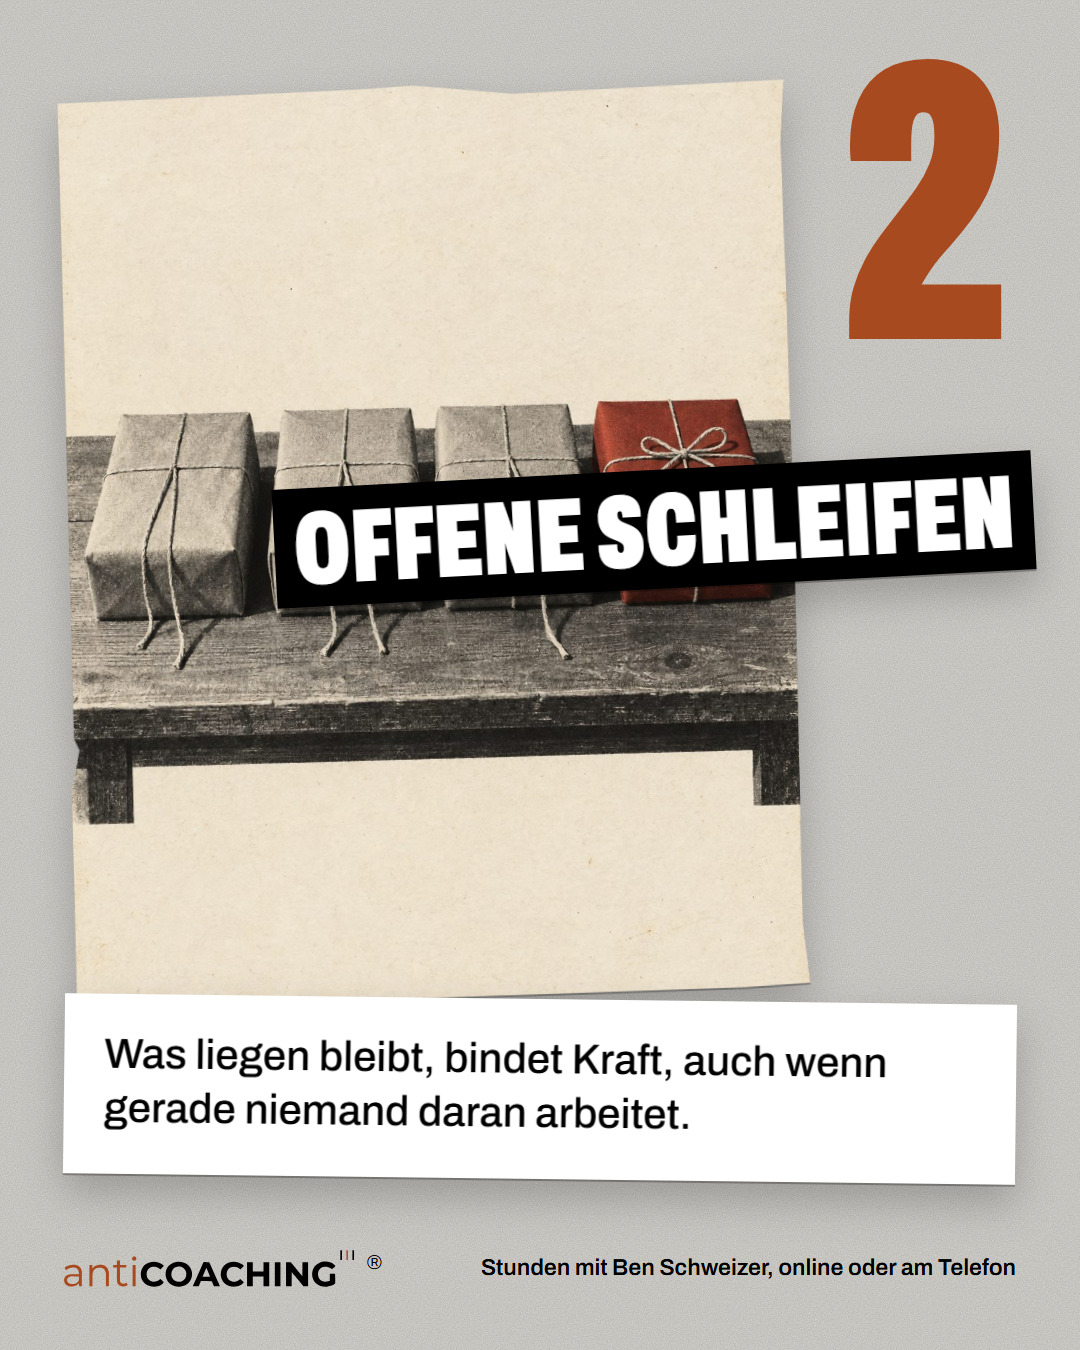 2
OFFENE SCHLEIFEN
Was liegen bleibt, bindet Kraft, auch wenn
gerade niemand daran arbeitet.
antiCOACHING ®
Stunden mit Ben Schweizer, online oder am Telefon